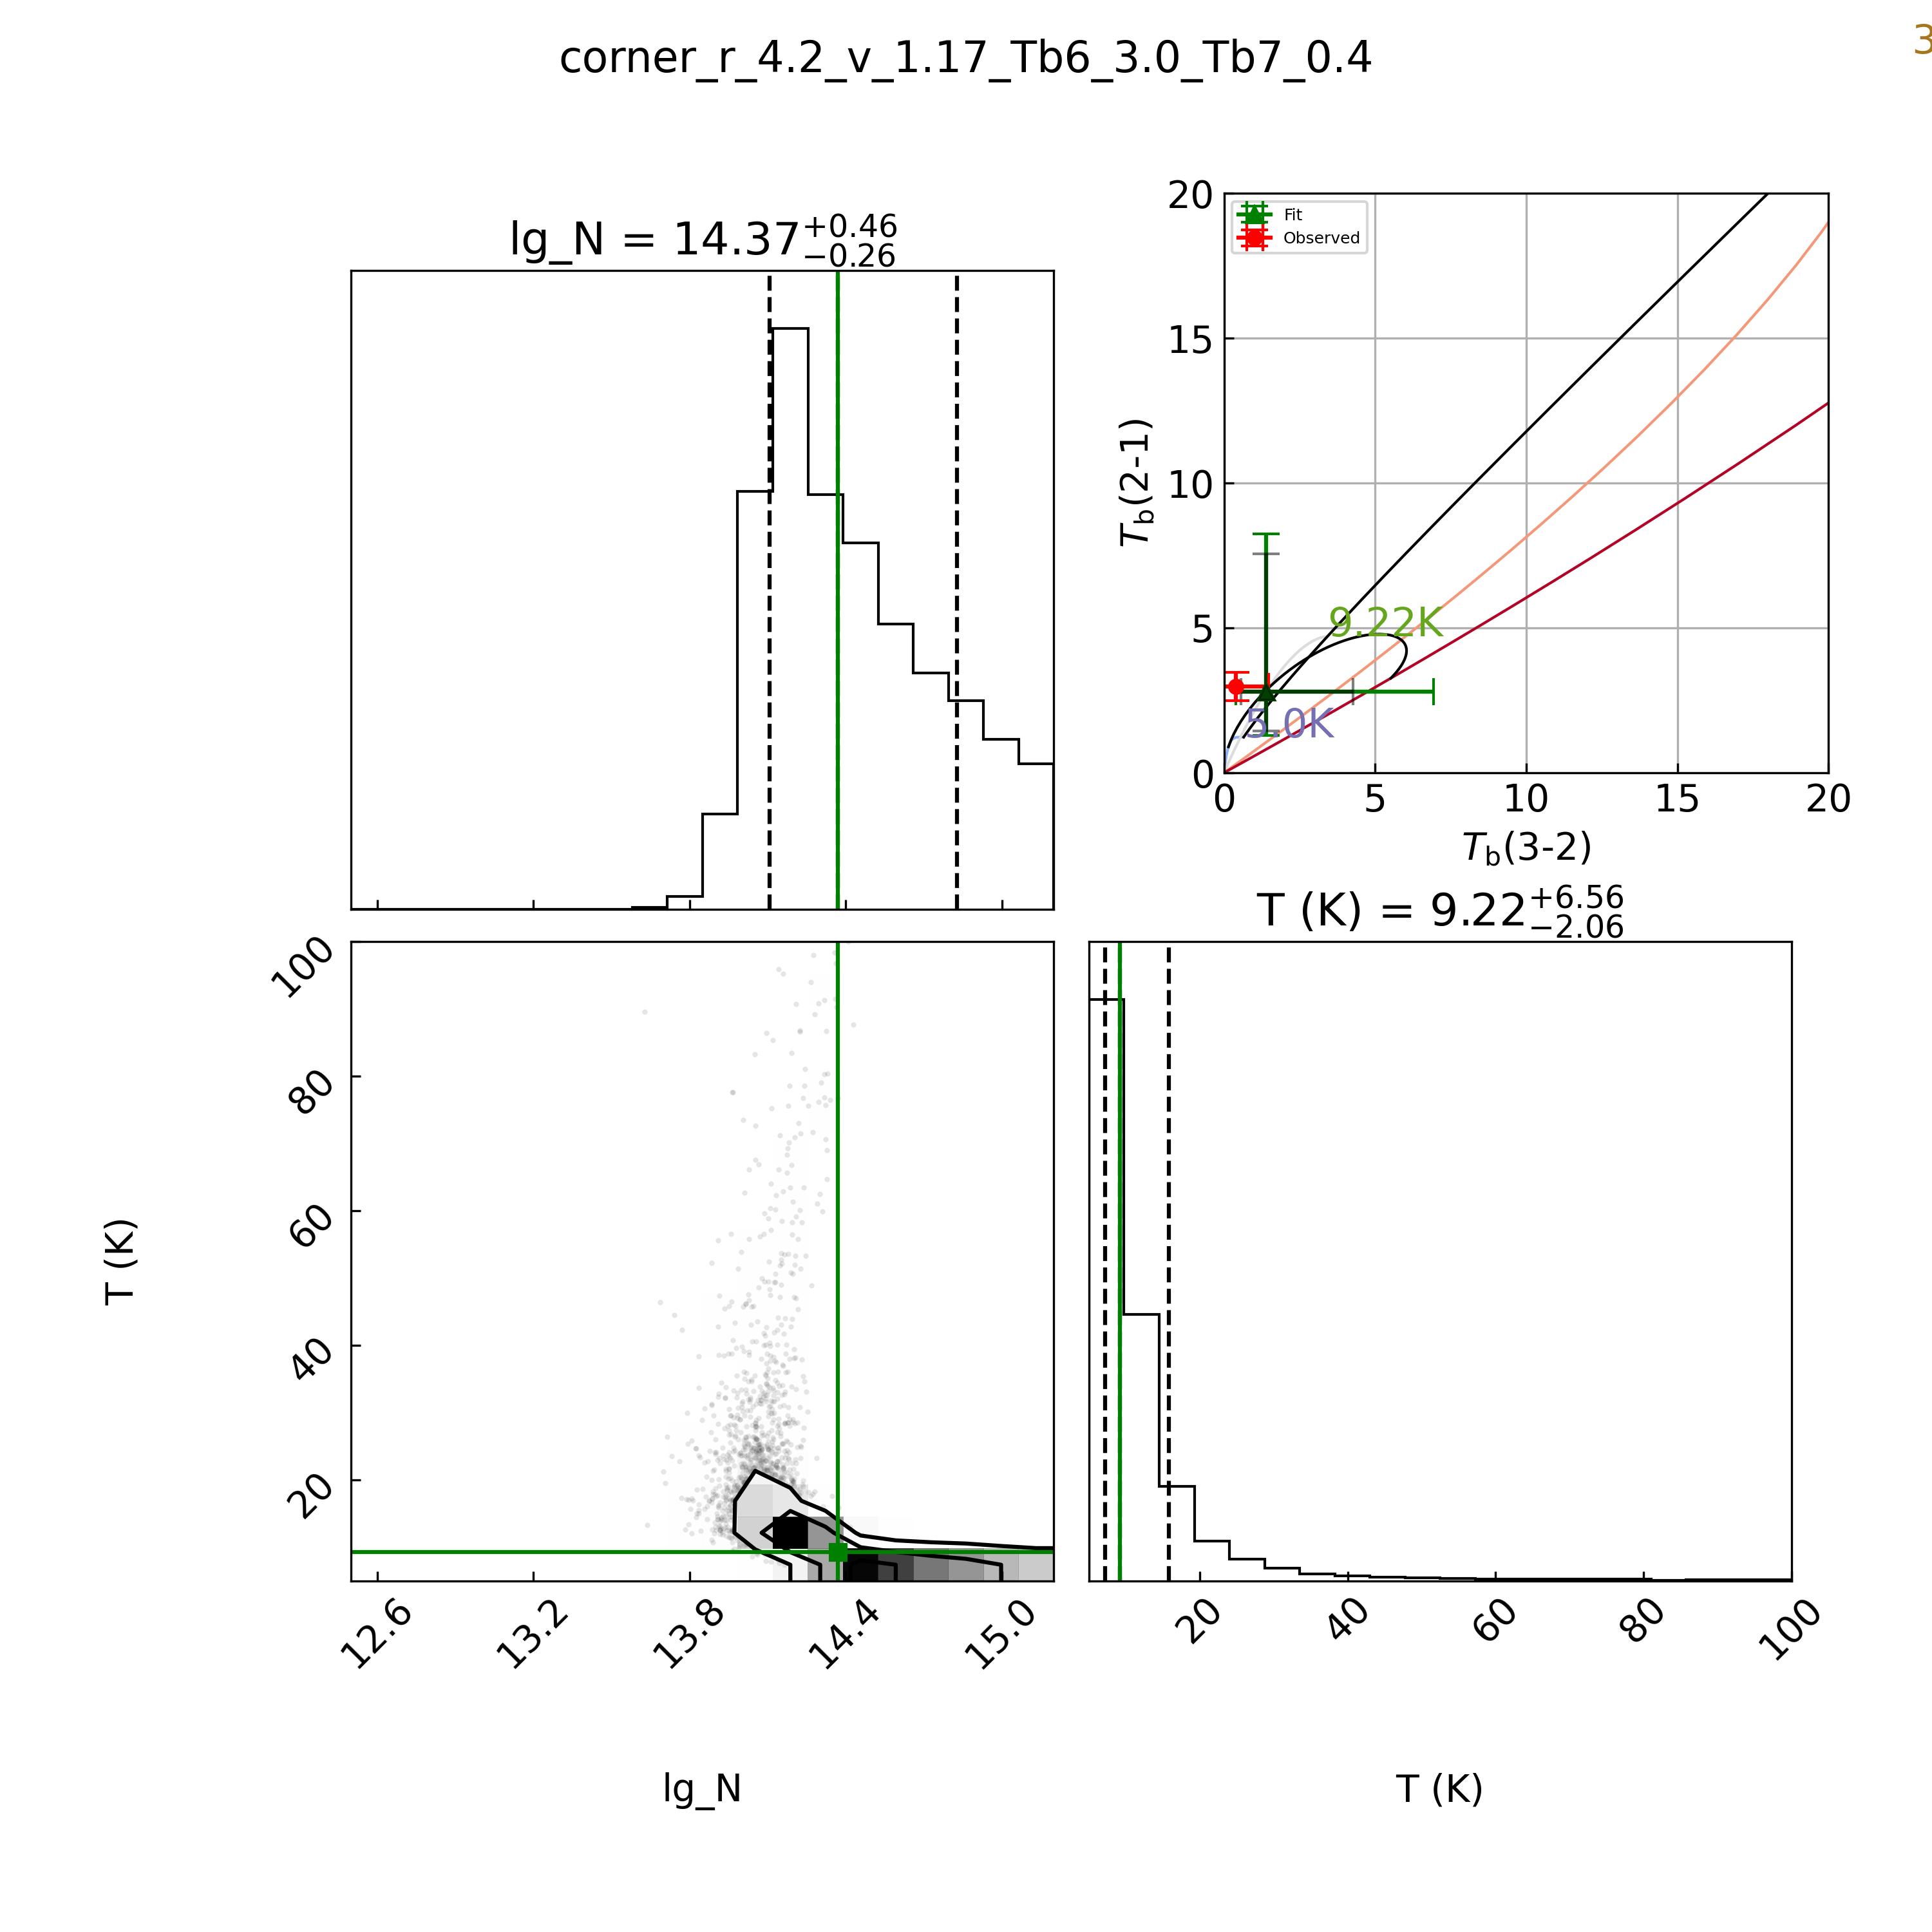 corner_r_4.2_v_1.17_Tb6_3.0_Tb7_0.4
3
lg_N = 14.37 +0.46 −0.26
20
15
10
5
0
Tb(2-1)
Fit
Observed
9.22K
5.0K
0 5 10 15 20
Tb(3-2)
T (K) = 9.22 +6.56 −2.06
100
80
60
40
20
T (K)
12.6 13.2 13.8 14.4 15.0
lg_N
20 40 60 80 100
T (K)